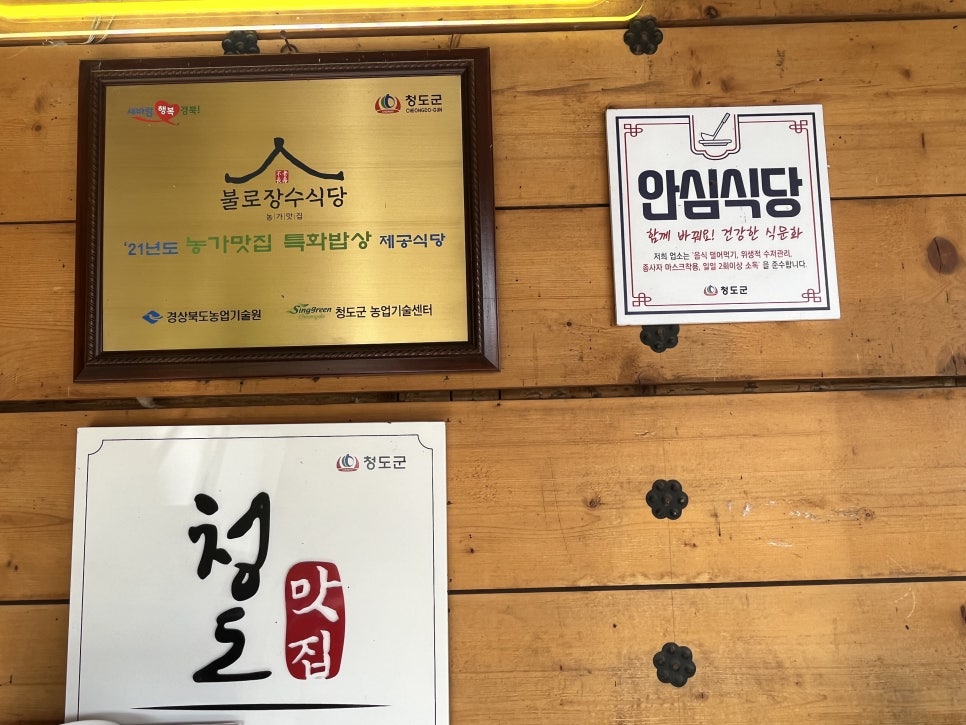 새바람 행복 경북!
청도군
CHEONGDO-GUN
불로장수식당
농|가|맛|집
'21년도 농가맛집 특화밥상 제공식당
경상북도농업기술원
Singgreen
청도군 농업기술센터
안심식당
함께 바꿔요! 건강한 식문화
저희 업소는 '음식 덜어먹기, 위생적 수저관리,
종사자 마스크착용, 일일 2회이상 소독'을 준수합니다.
청도군
청도군
청도
맛집